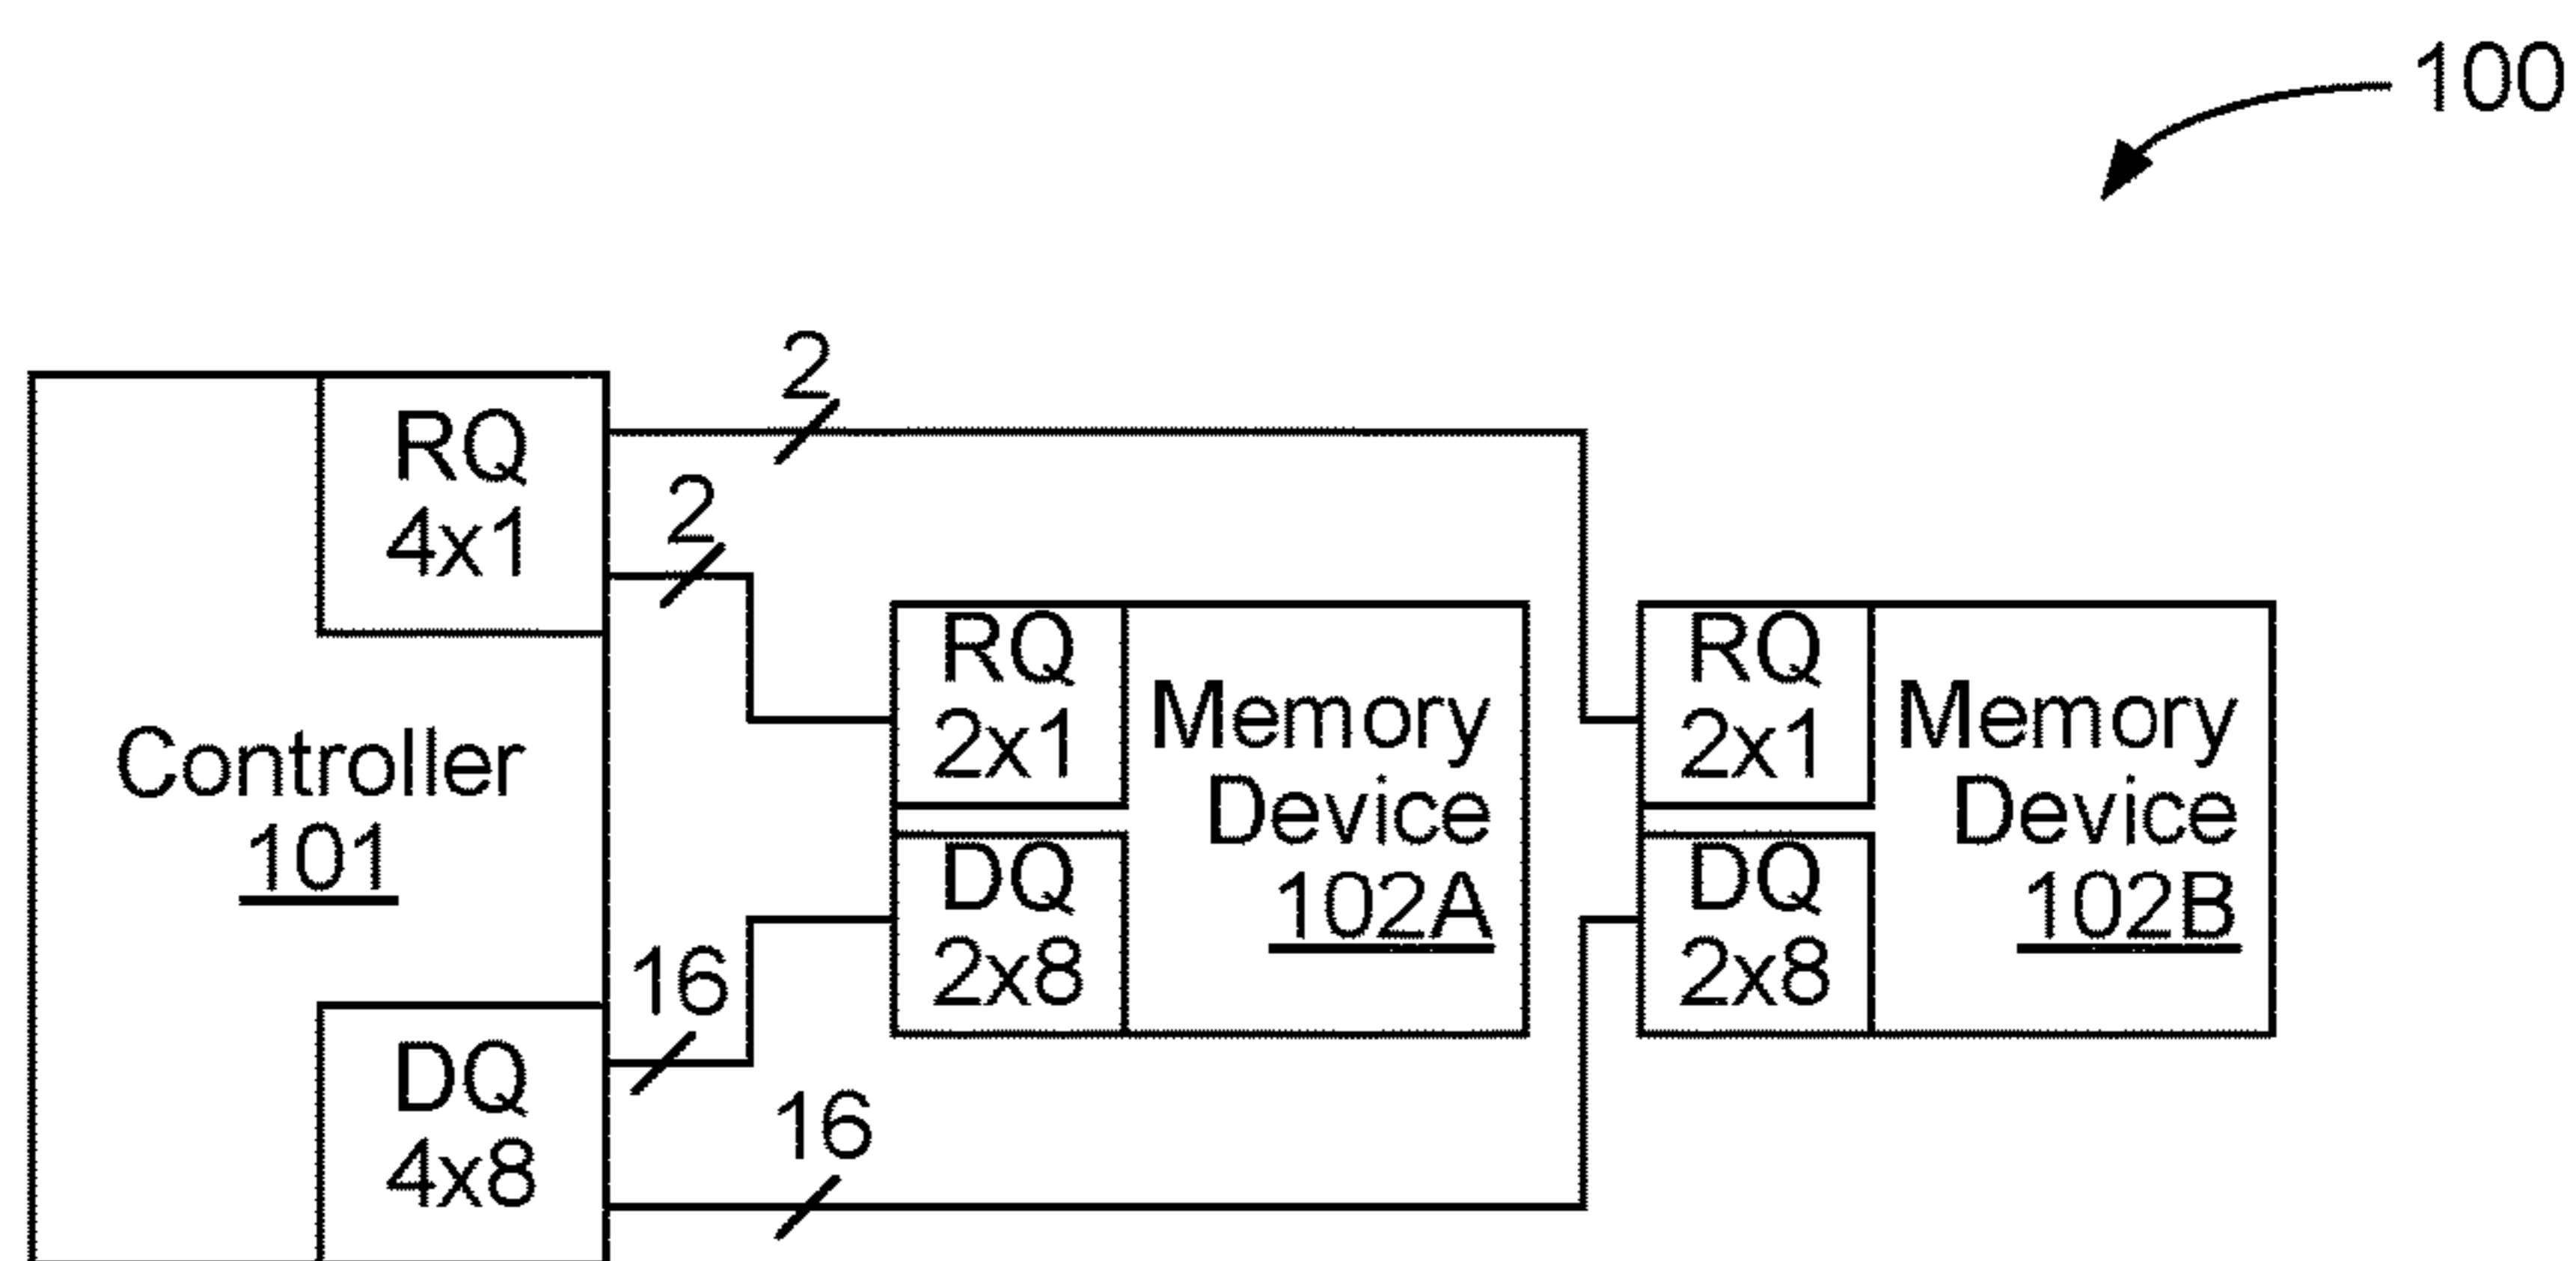 100
2
RQ
4x1
2
Controller
101
16
DQ
4x8
16
RQ
2x1
DQ
2x8
Memory
Device
102A
RQ
2x1
DQ
2x8
Memory
Device
102B